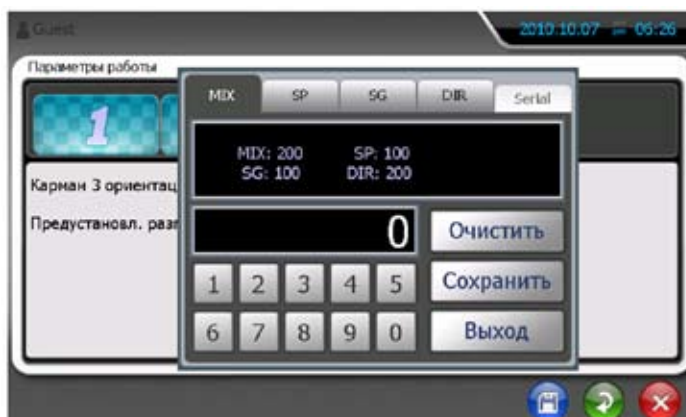 Guest
2010.10.07
06:26
Параметры работы
MIX SP SG DIR Serial
1
MIX: 200 SP: 100
SG: 100 DIR: 200
Карман 3 ориентац
Предустановл. разг
0
Очистить
1 2 3 4 5
Сохранить
6 7 8 9 0
Выход